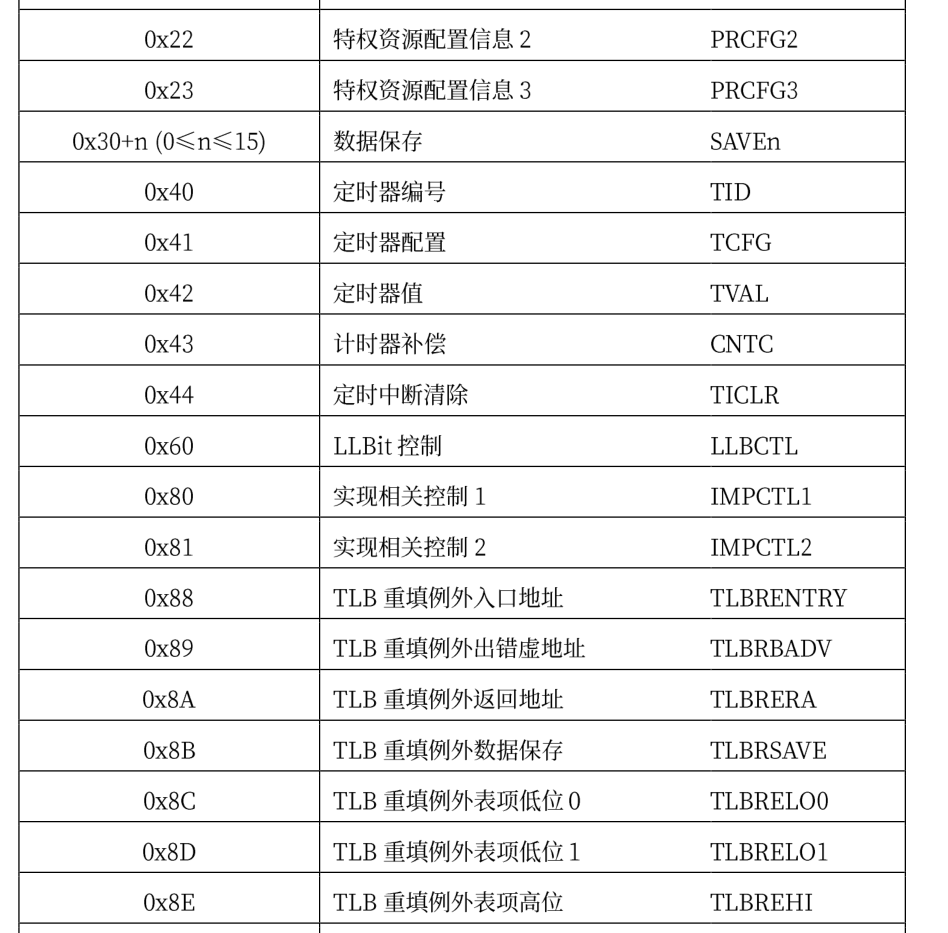 0x22 特权资源配置信息 2 PRCFG2
0x23 特权资源配置信息 3 PRCFG3
0x30+n (0≤n≤15) 数据保存 SAVEn
0x40 定时器编号 TID
0x41 定时器配置 TCFG
0x42 定时器值 TVAL
0x43 计时器补偿 CNTC
0x44 定时中断清除 TICLR
0x60 LLBit 控制 LLBCTL
0x80 实现相关控制 1 IMPCTL1
0x81 实现相关控制 2 IMPCTL2
0x88 TLB 重填例外入口地址 TLBRENTRY
0x89 TLB 重填例外出错虚地址 TLBRBADV
0x8A TLB 重填例外返回地址 TLBRERA
0x8B TLB 重填例外数据保存 TLBRSAVE
0x8C TLB 重填例外表项低位 0 TLBRELO0
0x8D TLB 重填例外表项低位 1 TLBRELO1
0x8E TLB 重填例外表项高位 TLBREHI